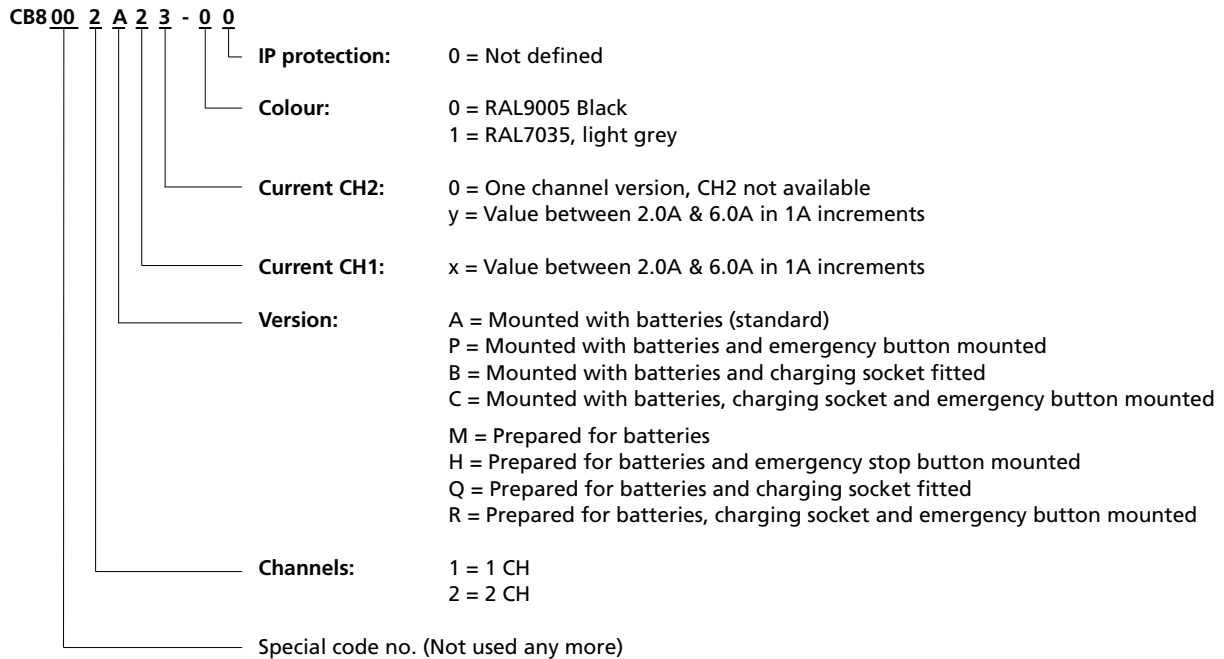 CB8 00 2 A 2 3 - 0 0
IP protection: 0 = Not defined
Colour: 0 = RAL9005 Black
1 = RAL7035, light grey
Current CH2: 0 = One channel version, CH2 not available
y = Value between 2.0A & 6.0A in 1A increments
Current CH1: x = Value between 2.0A & 6.0A in 1A increments
Version: A = Mounted with batteries (standard)
P = Mounted with batteries and emergency button mounted
B = Mounted with batteries and charging socket fitted
C = Mounted with batteries, charging socket and emergency button mounted
M = Prepared for batteries
H = Prepared for batteries and emergency stop button mounted
Q = Prepared for batteries and charging socket fitted
R = Prepared for batteries, charging socket and emergency button mounted
Channels: 1 = 1 CH
2 = 2 CH
Special code no. (Not used any more)